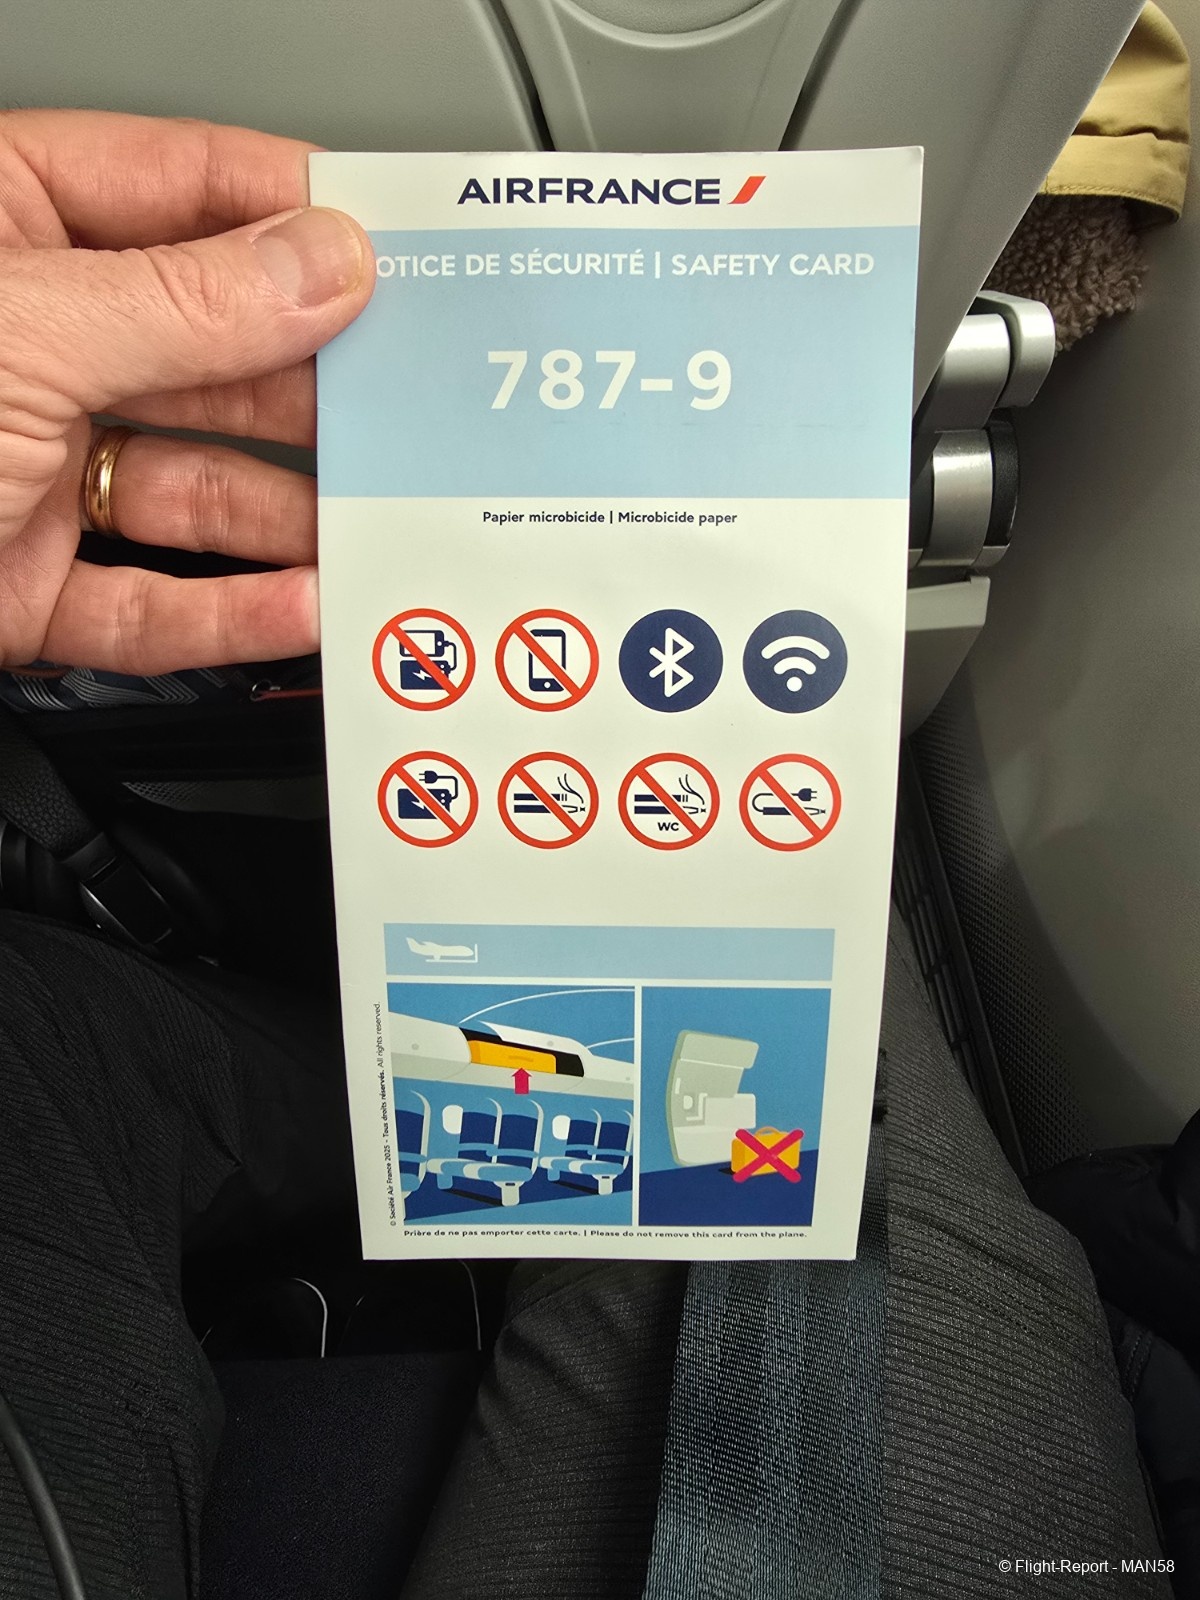 AIRFRANCE
OTICE DE SÉCURITÉ | SAFETY CARD
787-9
Papier microbicide | Microbicide paper
WC
© Société Air France 2025 - Tous droits réservés. All rights reserved.
Prière de ne pas emporter cette carte. | Please do not remove this card from the plane.
© Flight-Report - MAN58